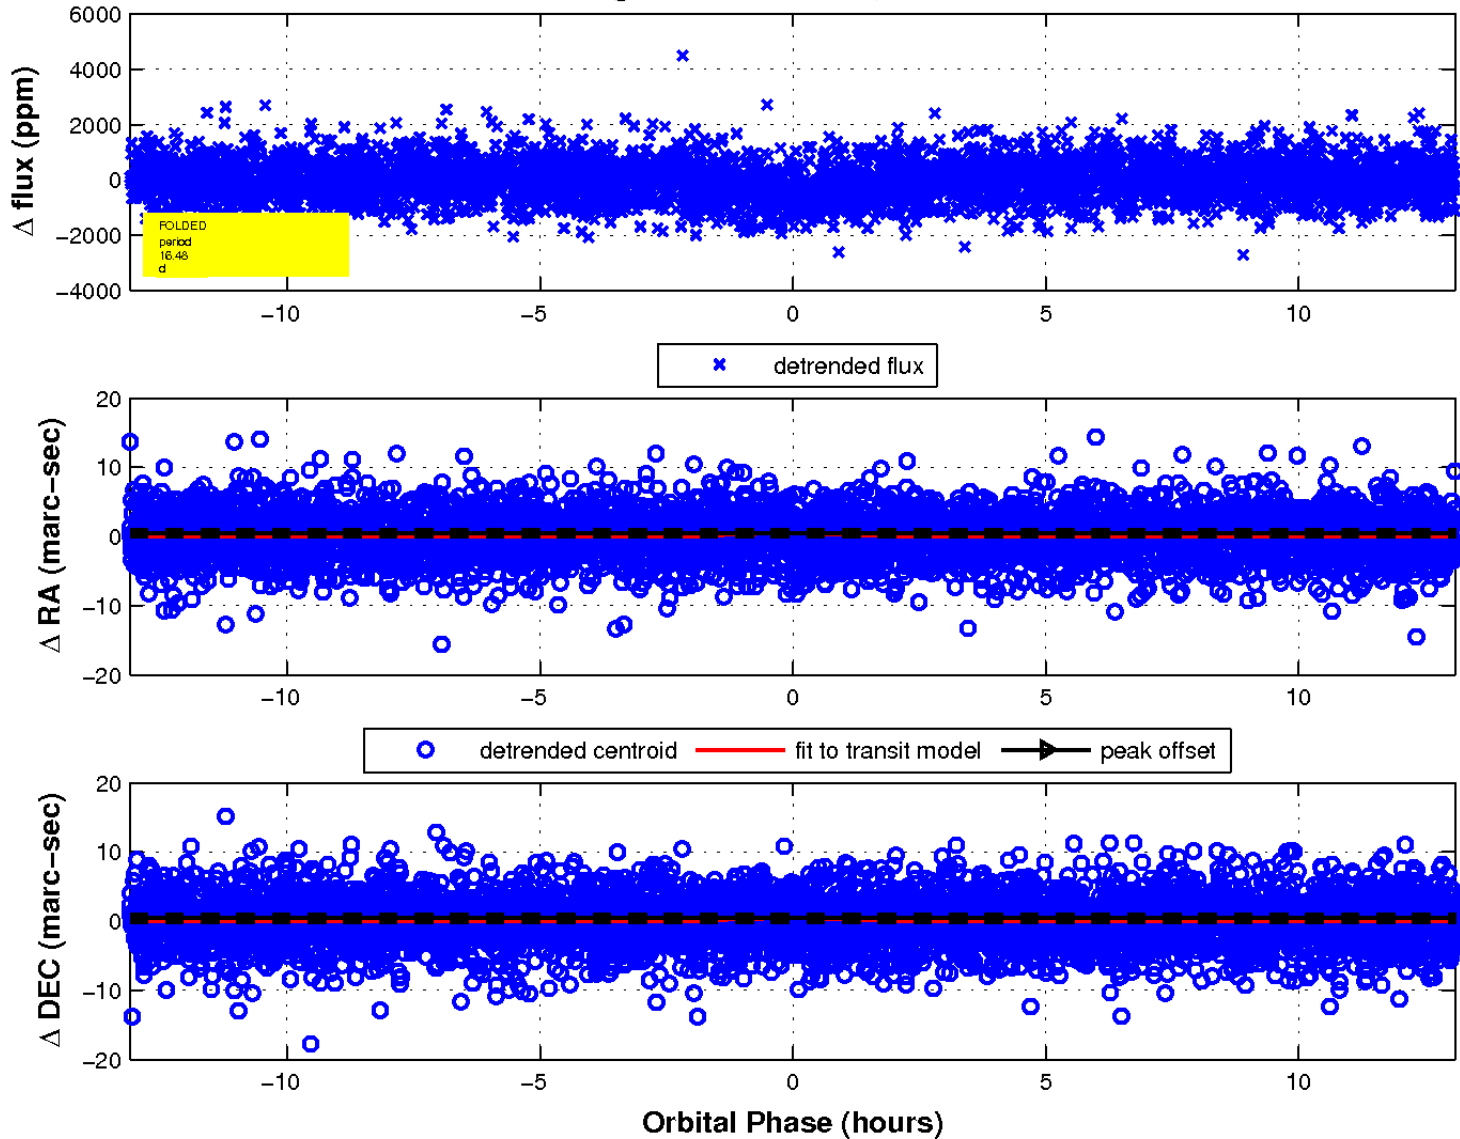 6000
4000
2000
0
−2000
−4000
Δ flux (ppm)
FOLDED
period
16.46
d
−10
−5
0
5
10
detrended flux
20
10
0
−10
−20
Δ RA (marc−sec)
−10
−5
0
5
10
detrended centroid
fit to transit model
peak offset
20
10
0
−10
−20
Δ DEC (marc−sec)
−10
−5
0
5
10
Orbital Phase (hours)